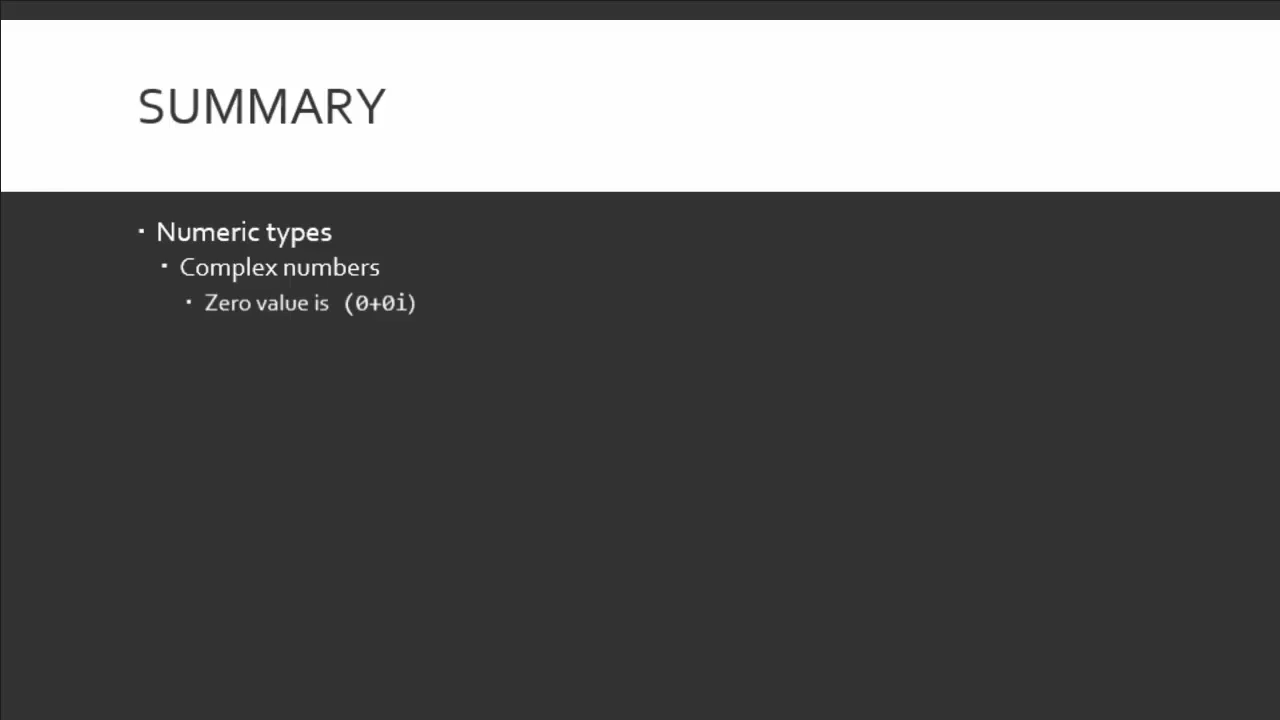 SUMMARY
▪ Numeric types
▪ Complex numbers
▪ Zero value is (0+0i)